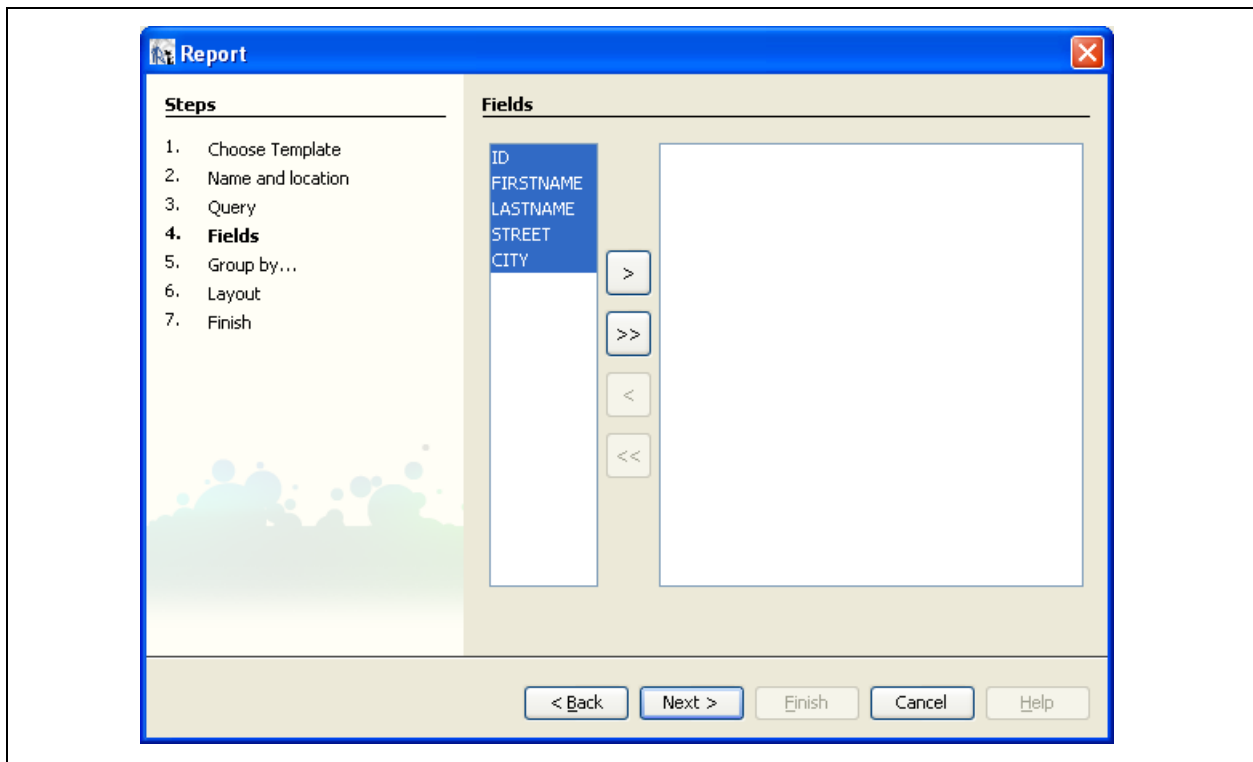 Report
Steps
1. Choose Template
2. Name and location
3. Query
4. Fields
5. Group by...
6. Layout
7. Finish
Fields
ID
FIRSTNAME
LASTNAME
STREET
CITY
>
>>
<
<<
< Back
Next >
Finish
Cancel
Help